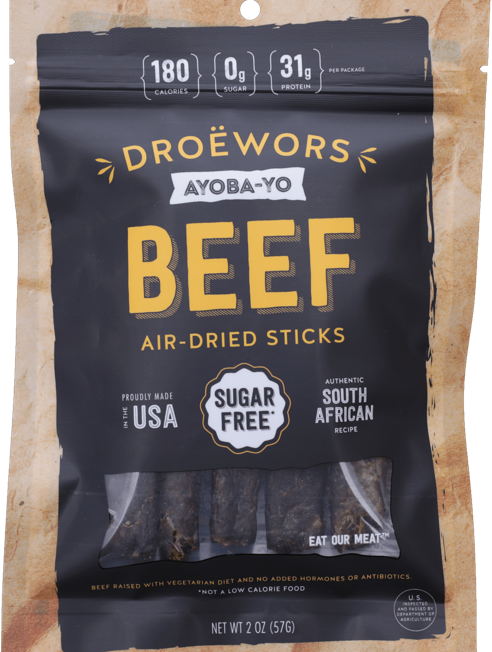 180 CALORIES 0g SUGAR 31g PROTEIN PER PACKAGE
DROËWORS
AYOBA-YO
BEEF
AIR-DRIED STICKS
PROUDLY MADE
IN THE USA
SUGAR
FREE*
AUTHENTIC
SOUTH
AFRICAN
RECIPE
EAT OUR MEAT™
BEEF RAISED WITH VEGETARIAN DIET AND NO ADDED HORMONES OR ANTIBIOTICS.
*NOT A LOW CALORIE FOOD
U.S.
INSPECTED
AND PASSED BY
DEPARTMENT OF
AGRICULTURE
NET WT 2 OZ (57G)